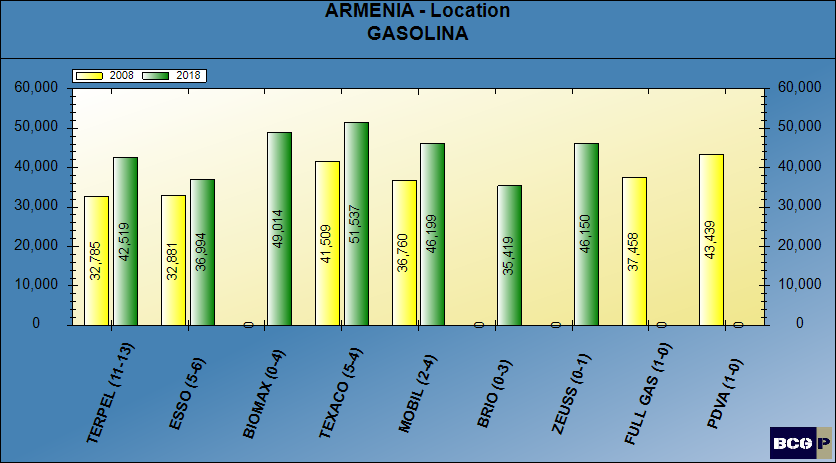 ARMENIA - Location
GASOLINA
2008 2018
60,000 60,000
50,000 50,000
40,000 40,000
30,000 30,000
20,000 20,000
10,000 10,000
0 0
32,785 42,519 32,881 36,994 0 49,014 41,509 51,537 36,760 46,199 0 35,419 0 46,150 37,458 0 43,439 0
TERPEL (11-13)
ESSO (5-6)
BIOMAX (0-4)
TEXACO (5-4)
MOBIL (2-4)
BRIO (0-3)
ZEUSS (0-1)
FULL GAS (1-0)
PDVA (1-0)
BCO P